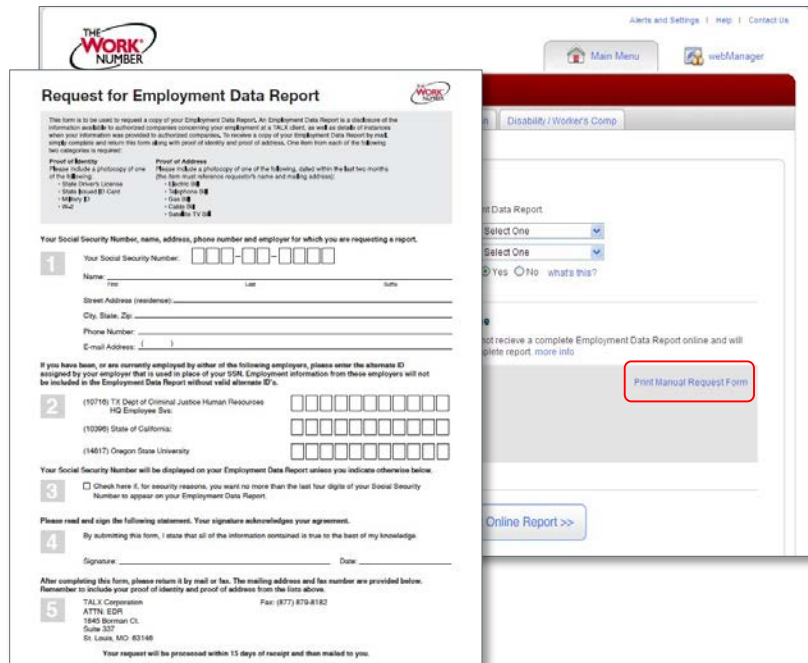 Alerts and Settings | Help | Contact Us
THE
WORK
NUMBER
Main Menu
webManager
Disability / Worker's Comp
nt Data Report
Select One
Select One
Yes No what's this?
not recieve a complete Employment Data Report online and will
plete report. more info
Print Manual Request Form
Online Report >>
Request for Employment Data Report
THE
WORK
NUMBER
This form is to be used to request a copy of your Employment Data Report. An Employment Data Report is a disclosure of the
information available to authorized companies concerning your employment at a TALX client, as well as details of instances
when your information was provided to authorized companies. To receive a copy of your Employment Data Report by mail,
simply complete and return this form along with proof of identity and proof of address. One item from each of the following
two categories is required:
Proof of Identity
Please include a photocopy of one
of the following:
- State Driver's License
- State Issued ID Card
- Military ID
- W-2
Proof of Address
Please include a photocopy of one of the following, dated within the last two months
(the item must reference requestor's name and mailing address):
- Electric Bill
- Telephone Bill
- Gas Bill
- Cable Bill
- Satellite TV Bill
Your Social Security Number, name, address, phone number and employer for which you are requesting a report.
1
Your Social Security Number:
Name:
First Last Suffix
Street Address (residence):
City, State, Zip:
Phone Number:
E-mail Address: ( )
If you have been, or are currently employed by either of the following employers, please enter the alternate ID
assigned by your employer that is used in place of your SSN. Employment information from these employers will not
be included in the Employment Data Report without valid alternate ID's.
2
(10716) TX Dept of Criminal Justice Human Resources
HQ Employee Svs:
(10396) State of California:
(14817) Oregon State University
Your Social Security Number will be displayed on your Employment Data Report unless you indicate otherwise below.
3
Check here if, for security reasons, you want no more than the last four digits of your Social Security
Number to appear on your Employment Data Report.
Please read and sign the following statement. Your signature acknowledges your agreement.
4
By submitting this form, I state that all of the information contained is true to the best of my knowledge.
Signature: Date:
After completing this form, please return it by mail or fax. The mailing address and fax number are provided below.
Remember to include your proof of identity and proof of address from the lists above.
5
TALX Corporation Fax: (877) 879-8182
ATTN: EDR
1845 Borman Ct.
Suite 337
St. Louis, MO 63146
Your request will be processed within 15 days of receipt and then mailed to you.